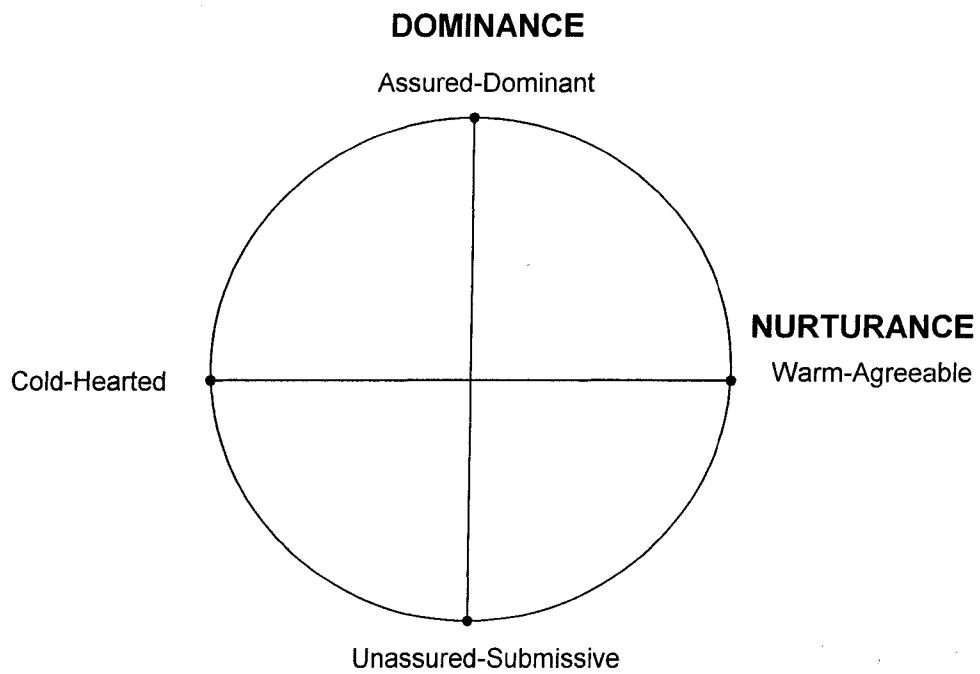 DOMINANCE
Assured-Dominant
NURTURANCE
Cold-Hearted
Warm-Agreeable
Unassured-Submissive